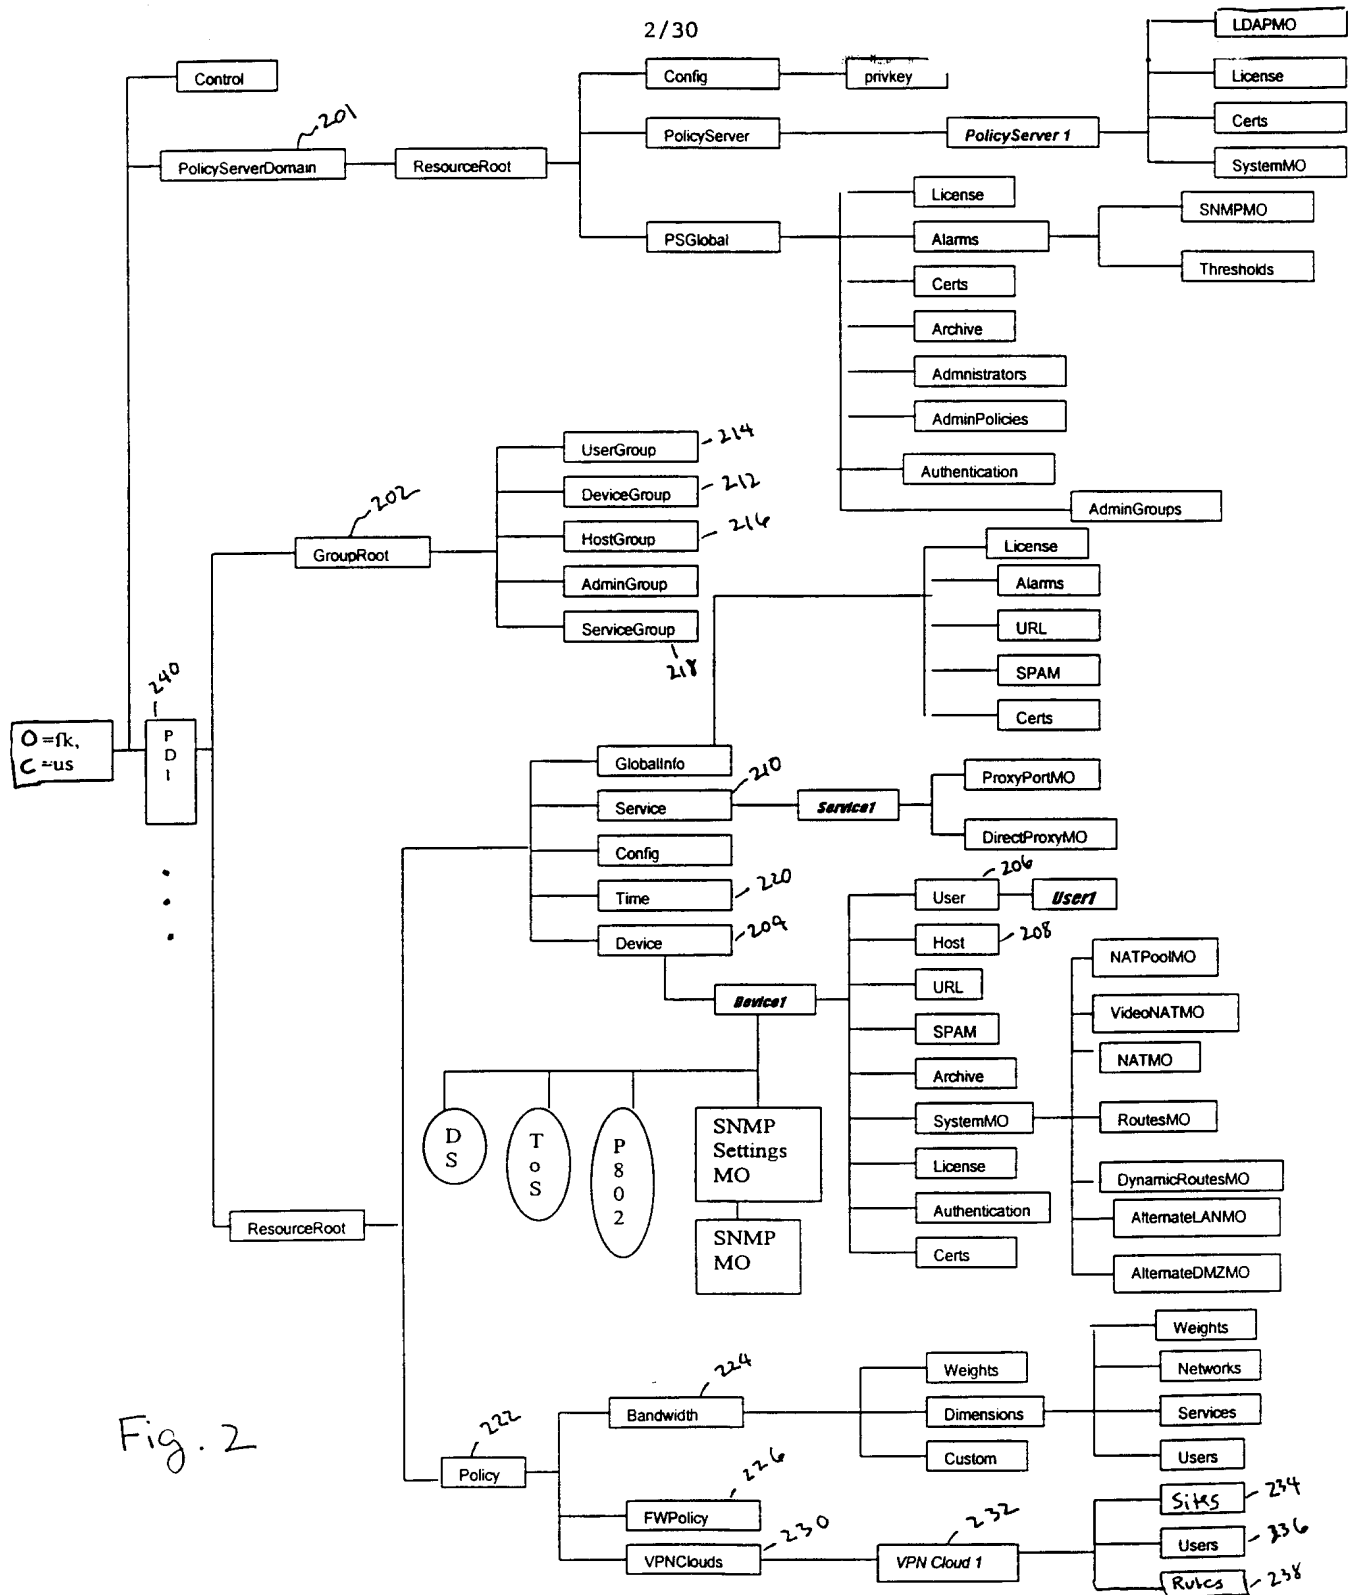 2/30
Control
201
PolicyServerDomain
ResourceRoot
Config
privkey
PolicyServer
PolicyServer 1
LDAPMO
License
Certs
SystemMO
PSGlobal
License
Alarms
SNMPMO
Thresholds
Certs
Archive
Admnistrators
AdminPolicies
Authentication
AdminGroups
202
GroupRoot
UserGroup
214
DeviceGroup
212
HostGroup
216
AdminGroup
ServiceGroup
218
License
Alarms
URL
SPAM
Certs
O=fk,
C=us
240
P
D
I
GlobalInfo
Service
210
Service1
ProxyPortMO
DirectProxyMO
Config
Time
220
Device
204
Device1
User
206
User1
Host
208
URL
SPAM
Archive
SystemMO
License
Authentication
Certs
NATPoolMO
VideoNATMO
NATMO
RoutesMO
DynamicRoutesMO
AlternateLANMO
AlternateDMZMO
D
S
T
o
S
P
8
0
2
SNMP
Settings
MO
SNMP
MO
ResourceRoot
222
Policy
Bandwidth
224
Weights
Dimensions
Custom
Weights
Networks
Services
Users
FWPolicy
226
VPNClouds
230
VPN Cloud 1
232
Sites
234
Users
236
Rules
238
Fig. 2